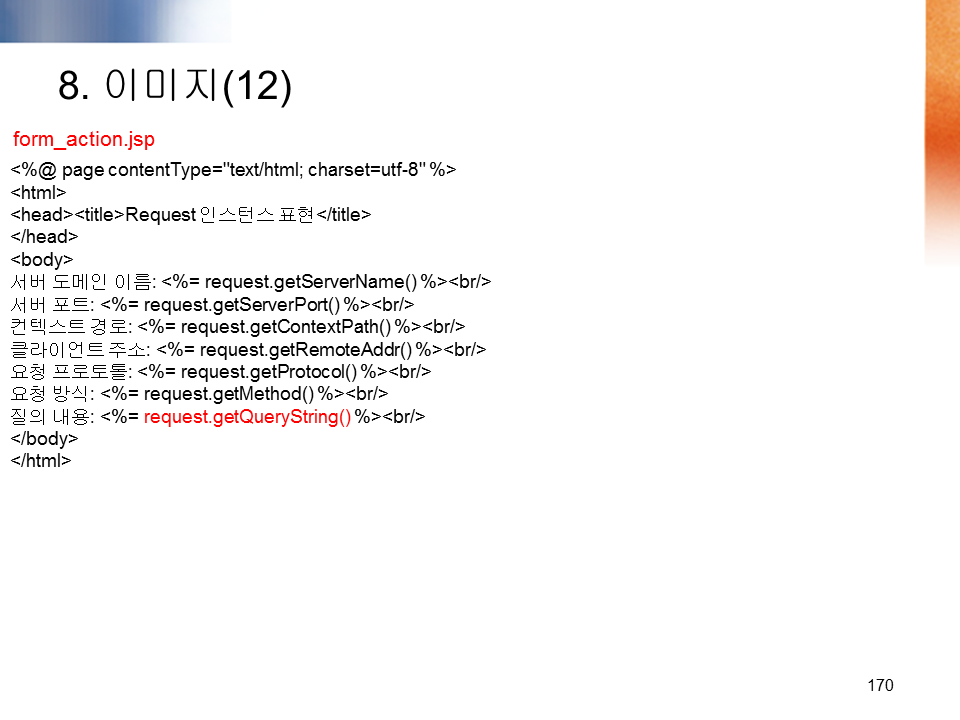 8. 이미지(12)
form_action.jsp
<%@ page contentType="text/html; charset=utf-8" %>
<html>
<head><title>Request 인스턴스 표현</title>
</head>
<body>
서버 도메인 이름: <%= request.getServerName() %><br/>
서버 포트: <%= request.getServerPort() %><br/>
컨텍스트 경로: <%= request.getContextPath() %><br/>
클라이언트 주소: <%= request.getRemoteAddr() %><br/>
요청 프로토톨: <%= request.getProtocol() %><br/>
요청 방식: <%= request.getMethod() %><br/>
질의 내용: <%= request.getQueryString() %><br/>
</body>
</html>
170